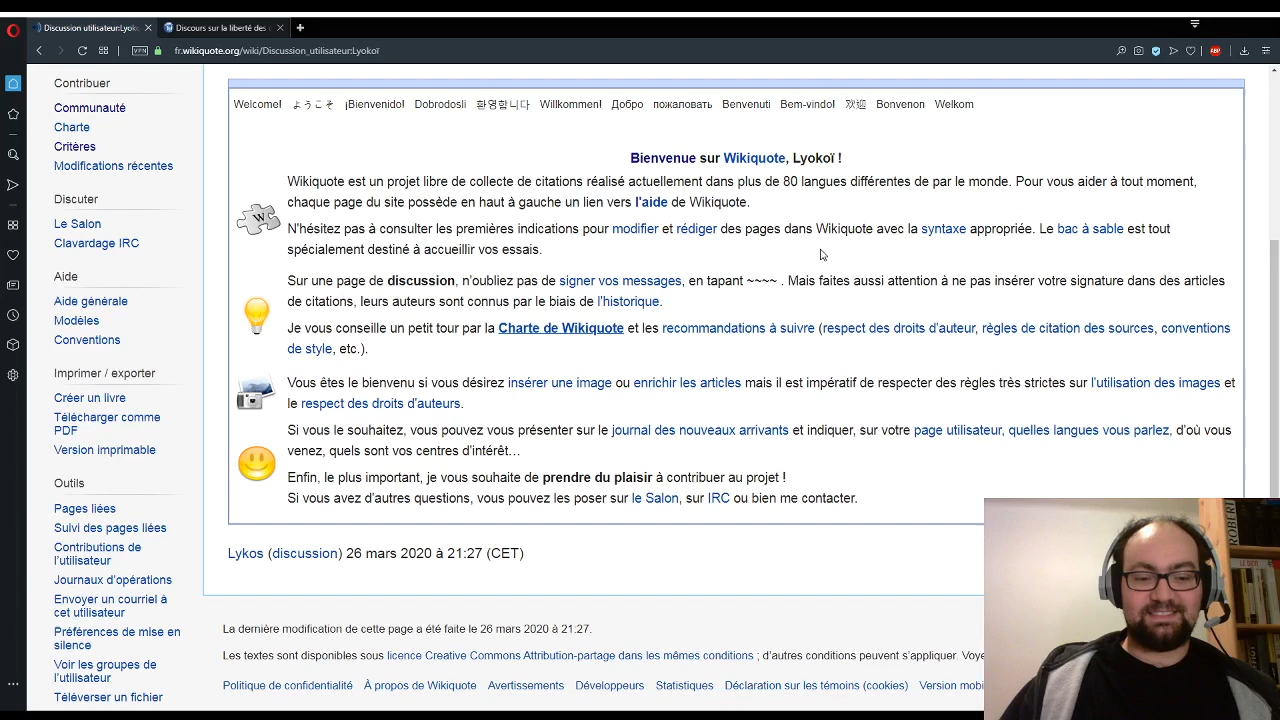 Discussion utilisateur:Lyoko
Discours sur la liberté des
VPN
fr.wikiquote.org/wiki/Discussion_utilisateur:Lyokoï
ABP
Contribuer
Communauté
Charte
Critères
Modifications récentes
Discuter
Le Salon
Clavardage IRC
Aide
Aide générale
Modèles
Conventions
Imprimer / exporter
Créer un livre
Télécharger comme
PDF
Version imprimable
Outils
Pages liées
Suivi des pages liées
Contributions de
l'utilisateur
Journaux d'opérations
Envoyer un courriel à
cet utilisateur
Préférences de mise en
silence
Voir les groupes de
l'utilisateur
Téléverser un fichier
Welcome! ようこそ ¡Bienvenido! Dobrodosli 환영합니다 Willkommen! Добро пожаловать Benvenuti Bem-vindo! 欢迎 Bonvenon Welkom
Bienvenue sur Wikiquote, Lyokoï !
W
Wikiquote est un projet libre de collecte de citations réalisé actuellement dans plus de 80 langues différentes de par le monde. Pour vous aider à tout moment,
chaque page du site possède en haut à gauche un lien vers l'aide de Wikiquote.
N'hésitez pas à consulter les premières indications pour modifier et rédiger des pages dans Wikiquote avec la syntaxe appropriée. Le bac à sable est tout
spécialement destiné à accueillir vos essais.
Sur une page de discussion, n'oubliez pas de signer vos messages, en tapant ~~~~ . Mais faites aussi attention à ne pas insérer votre signature dans des articles
de citations, leurs auteurs sont connus par le biais de l'historique.
Je vous conseille un petit tour par la Charte de Wikiquote et les recommandations à suivre (respect des droits d'auteur, règles de citation des sources, conventions
de style, etc.).
Vous êtes le bienvenu si vous désirez insérer une image ou enrichir les articles mais il est impératif de respecter des règles très strictes sur l'utilisation des images et
le respect des droits d'auteurs.
Si vous le souhaitez, vous pouvez vous présenter sur le journal des nouveaux arrivants et indiquer, sur votre page utilisateur, quelles langues vous parlez, d'où vous
venez, quels sont vos centres d'intérêt…
Enfin, le plus important, je vous souhaite de prendre du plaisir à contribuer au projet !
Si vous avez d'autres questions, vous pouvez les poser sur le Salon, sur IRC ou bien me contacter.
Lykos (discussion) 26 mars 2020 à 21:27 (CET)
La dernière modification de cette page a été faite le 26 mars 2020 à 21:27.
Les textes sont disponibles sous licence Creative Commons Attribution-partage dans les mêmes conditions ; d'autres conditions peuvent s'appliquer. Voye
Politique de confidentialité À propos de Wikiquote Avertissements Développeurs Statistiques Déclaration sur les témoins (cookies) Version mobi
ROBERT